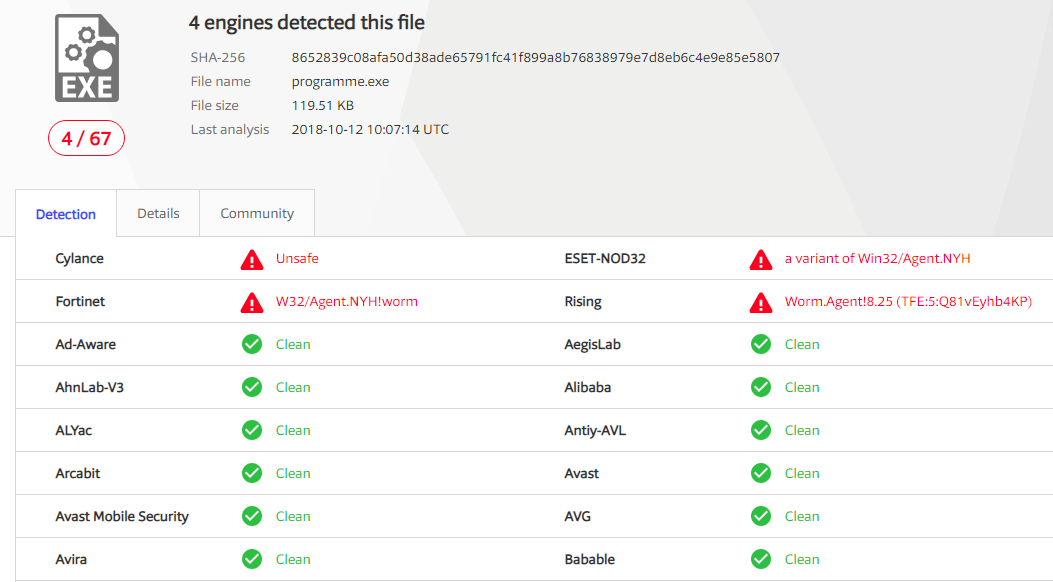 4 engines detected this file
SHA-256 8652839c08afa50d38ade65791fc41f899a8b76838979e7d8eb6c4e9e85e5807
File name programme.exe
File size 119.51 KB
Last analysis 2018-10-12 10:07:14 UTC
EXE
4 / 67
Detection Details Community
Cylance Unsafe ESET-NOD32 a variant of Win32/Agent.NYH
Fortinet W32/Agent.NYH!worm Rising Worm.Agent!8.25 (TFE:5:Q81vEyhb4KP)
Ad-Aware Clean AegisLab Clean
AhnLab-V3 Clean Alibaba Clean
ALYac Clean Antiy-AVL Clean
Arcabit Clean Avast Clean
Avast Mobile Security Clean AVG Clean
Avira Clean Babable Clean